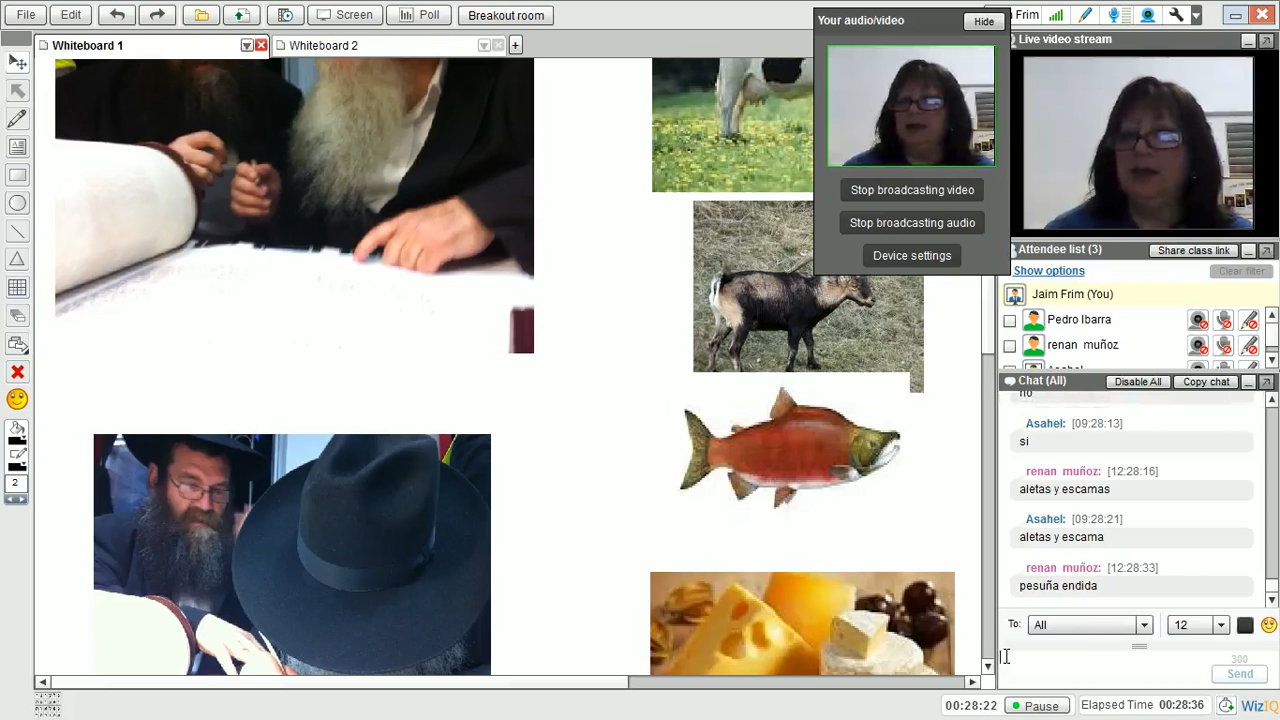 File
Edit
Screen
Poll
Breakout room
Your audio/video
Hide
Frim
Whiteboard 1
Whiteboard 2
Live video stream
Stop broadcasting video
Stop broadcasting audio
Device settings
Attendee list (3)
Share class link
Show options
Clear filter
Jaim Frim (You)
Pedro Ibarra
renan muñoz
Chat (All)
Disable All
Copy chat
no
Asahel: [09:28:13]
si
renan muñoz: [12:28:16]
aletas y escamas
Asahel: [09:28:21]
aletas y escama
renan muñoz: [12:28:33]
pesuña endida
To: All
12
300
Send
2
00:28:22
Pause
Elapsed Time 00:28:36
WizIQ